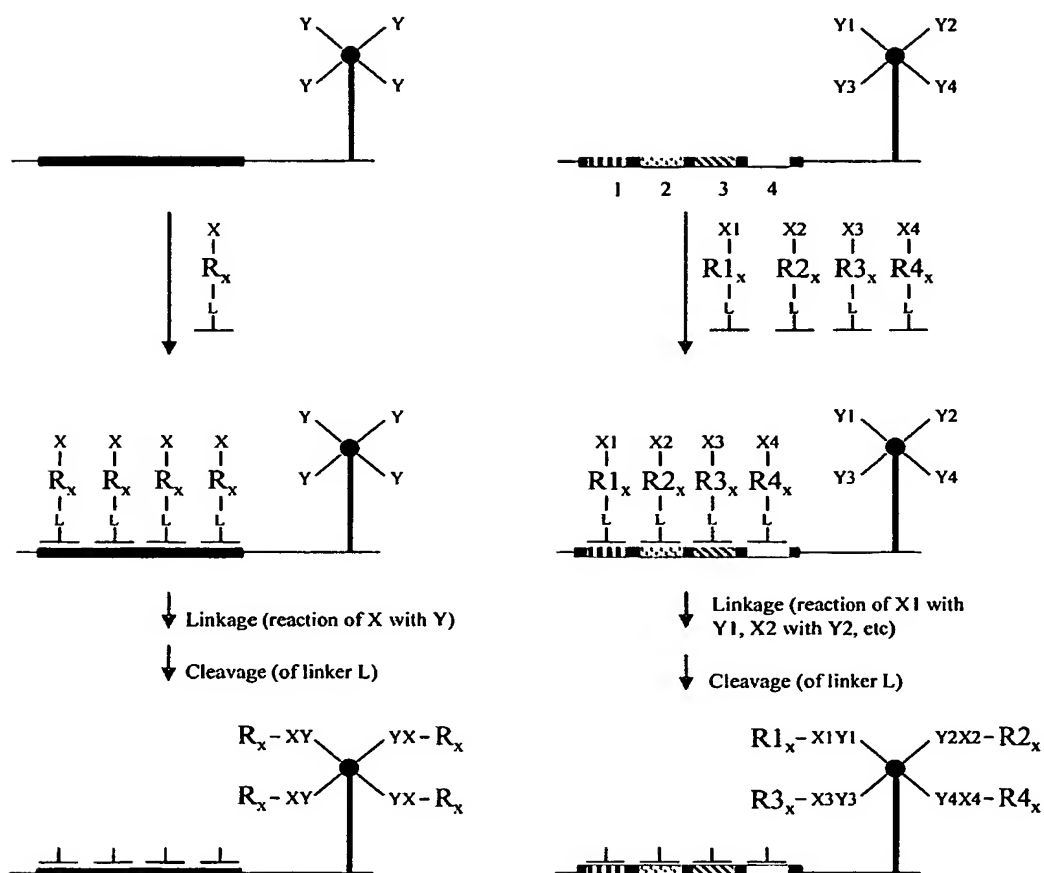 Y Y
Y Y
Y1 Y2
Y3 Y4
1 2 3 4
X
Rx
L
X1 X2 X3 X4
R1x R2x R3x R4x
L L L L
Y Y
Y Y
X X X X
Rx Rx Rx Rx
L L L L
Y1 Y2
Y3 Y4
X1 X2 X3 X4
R1x R2x R3x R4x
L L L L
Linkage (reaction of X with Y)
Cleavage (of linker L)
Linkage (reaction of X1 with
Y1, X2 with Y2, etc)
Cleavage (of linker L)
Rx-XY YX-Rx
Rx-XY YX-Rx
R1x-X1Y1 Y2X2-R2x
R3x-X3Y3 Y4X4-R4x